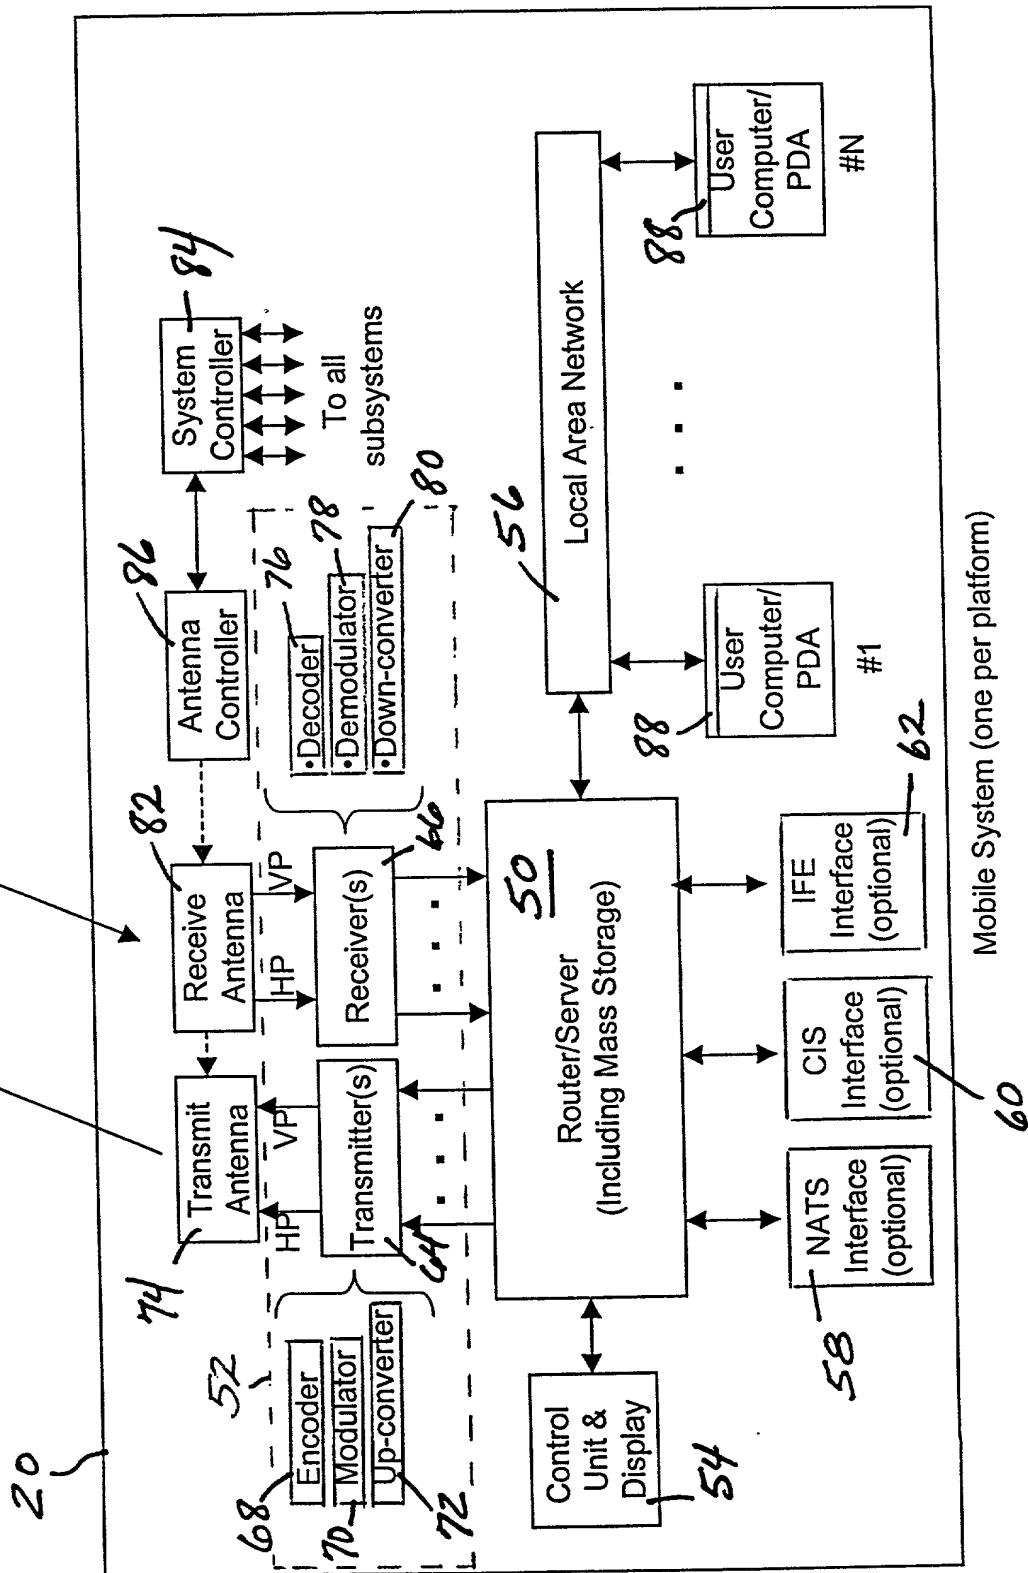 20
52
68
Encoder
70
Modulator
72
Up-converter
74
Transmit
Antenna
HP
VP
Transmitter(s)
64
82
Receive
Antenna
HP
VP
Receiver(s)
66
76
•Decoder
78
•Demodulator
80
•Down-converter
86
Antenna
Controller
84
System
Controller
To all
subsystems
Control
Unit &
Display
54
50
Router/Server
(Including Mass Storage)
56
Local Area Network
58
NATS
Interface
(optional)
60
CIS
Interface
(optional)
62
IFE
Interface
(optional)
88
User
Computer/
PDA
#1
88
User
Computer/
PDA
#N
Mobile System (one per platform)